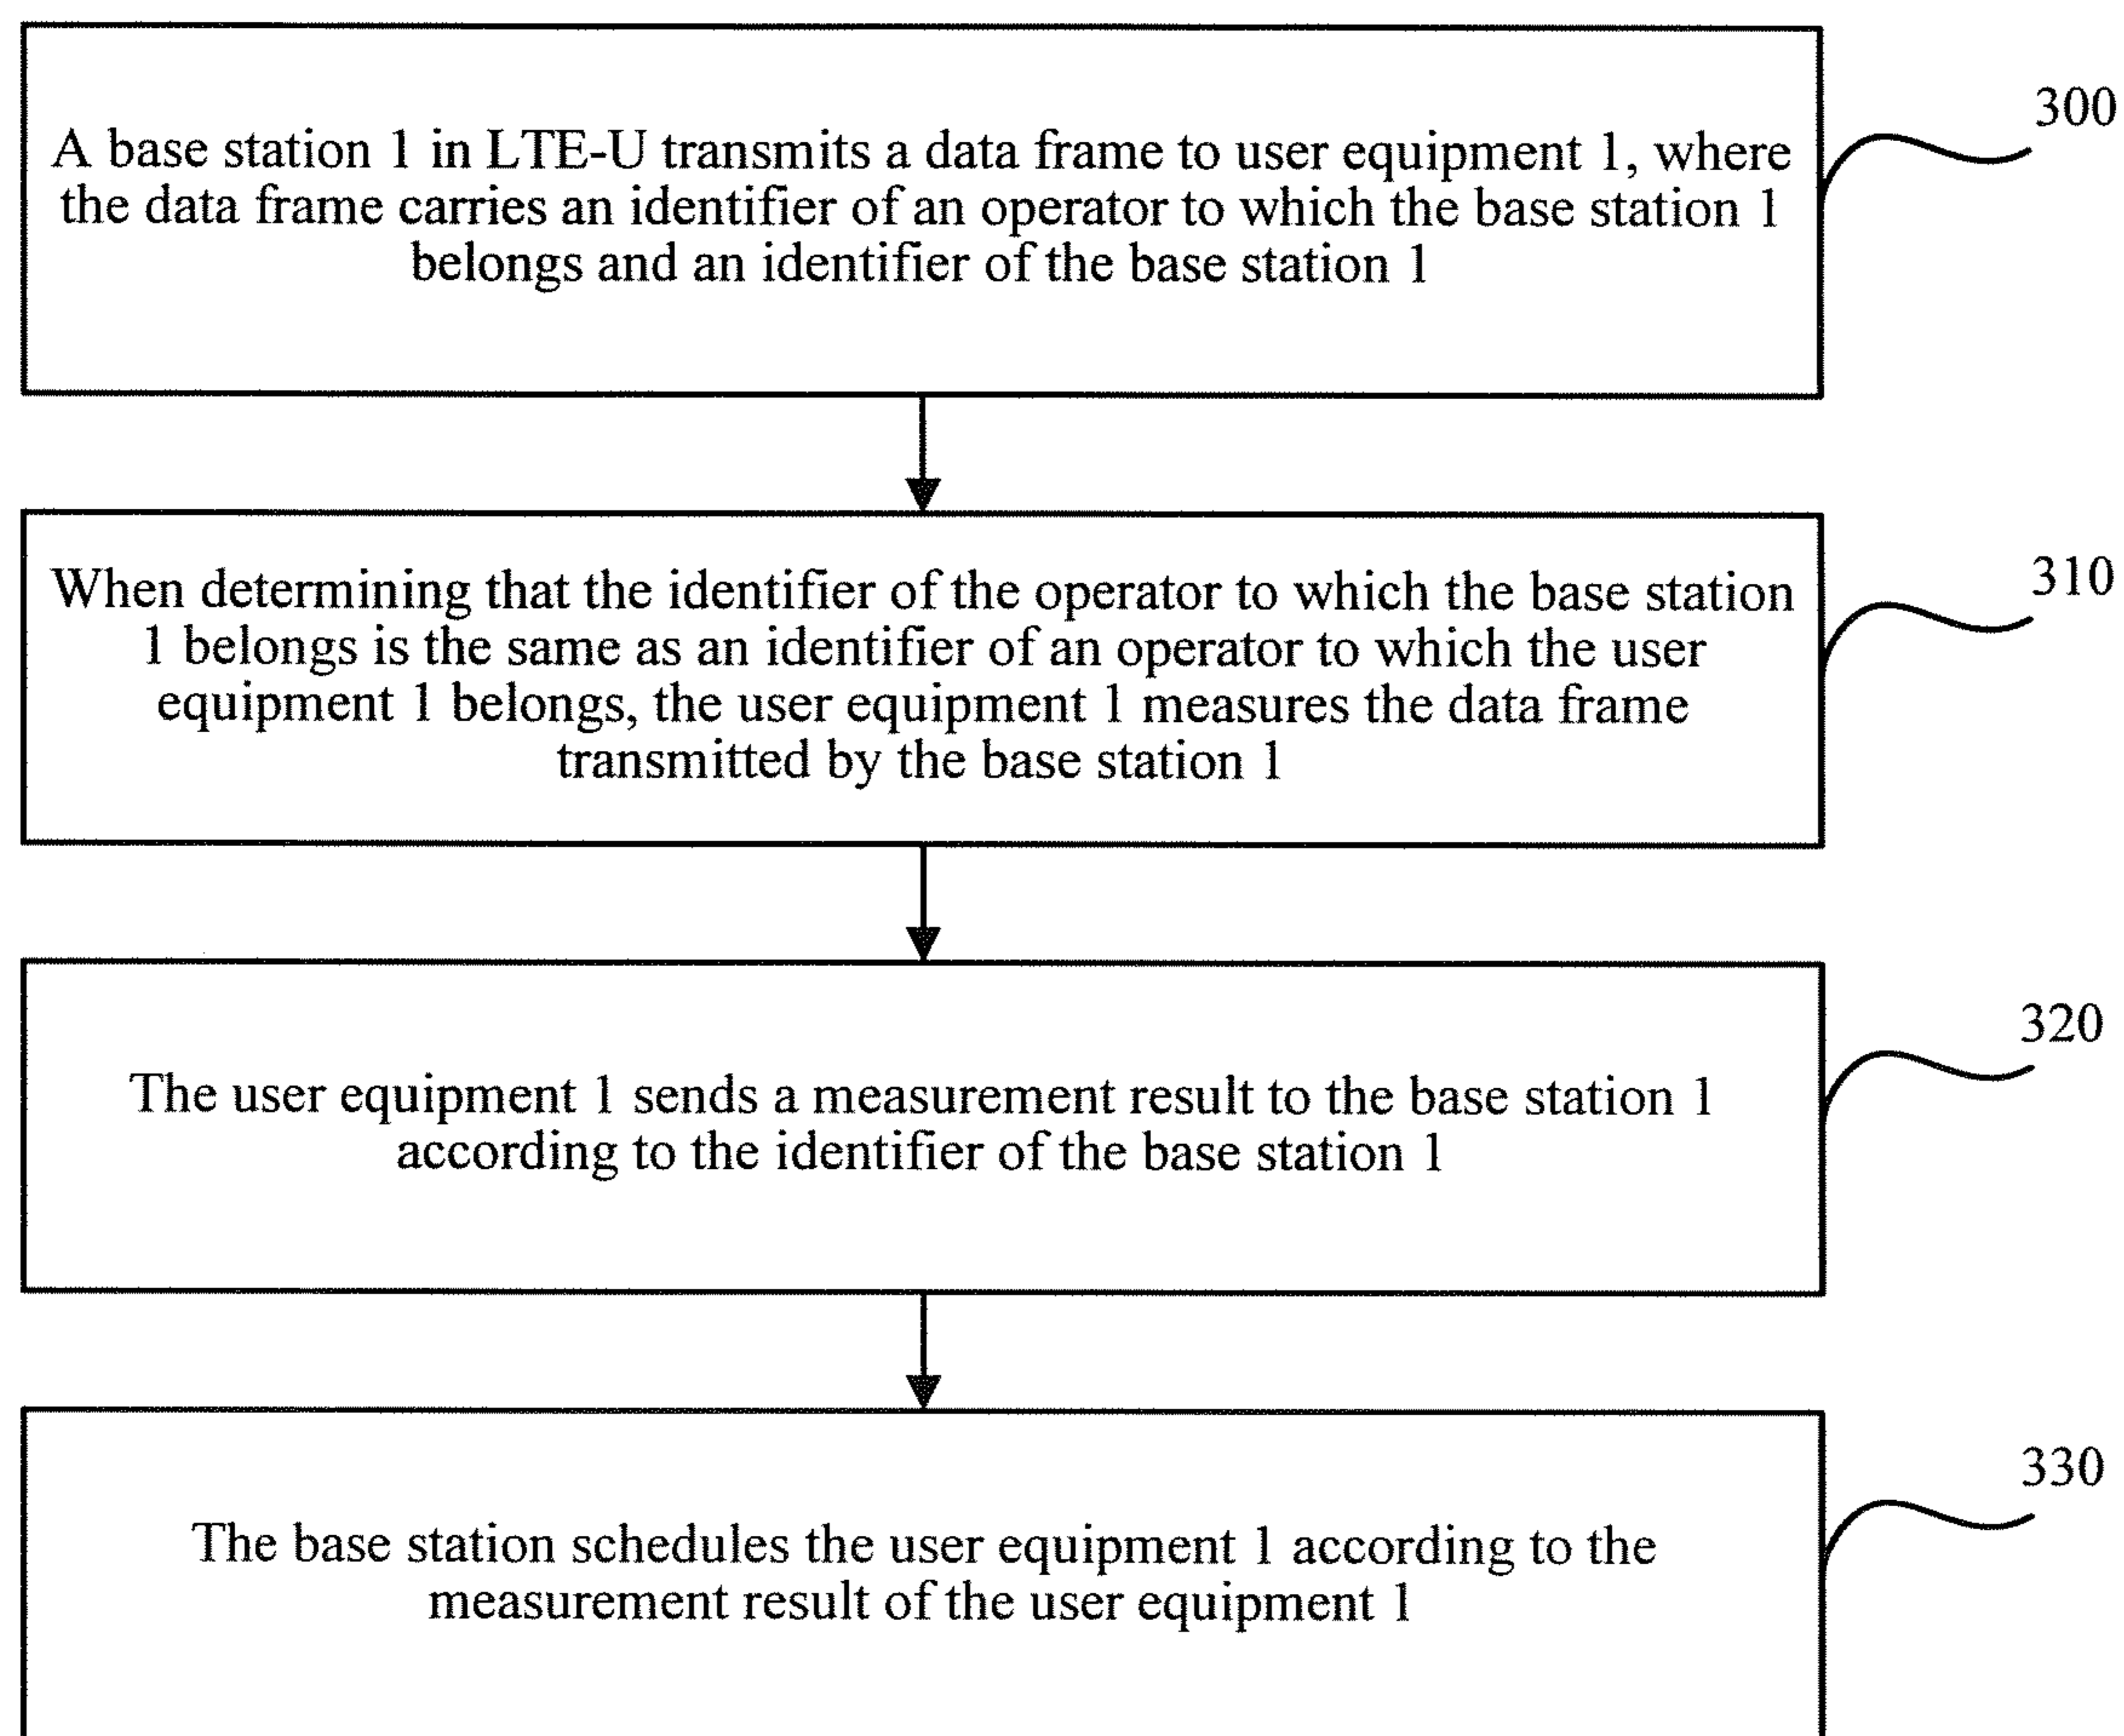 300
A base station 1 in LTE-U transmits a data frame to user equipment 1, where
the data frame carries an identifier of an operator to which the base station 1
belongs and an identifier of the base station 1
310
When determining that the identifier of the operator to which the base station
1 belongs is the same as an identifier of an operator to which the user
equipment 1 belongs, the user equipment 1 measures the data frame
transmitted by the base station 1
320
The user equipment 1 sends a measurement result to the base station 1
according to the identifier of the base station 1
330
The base station schedules the user equipment 1 according to the
measurement result of the user equipment 1